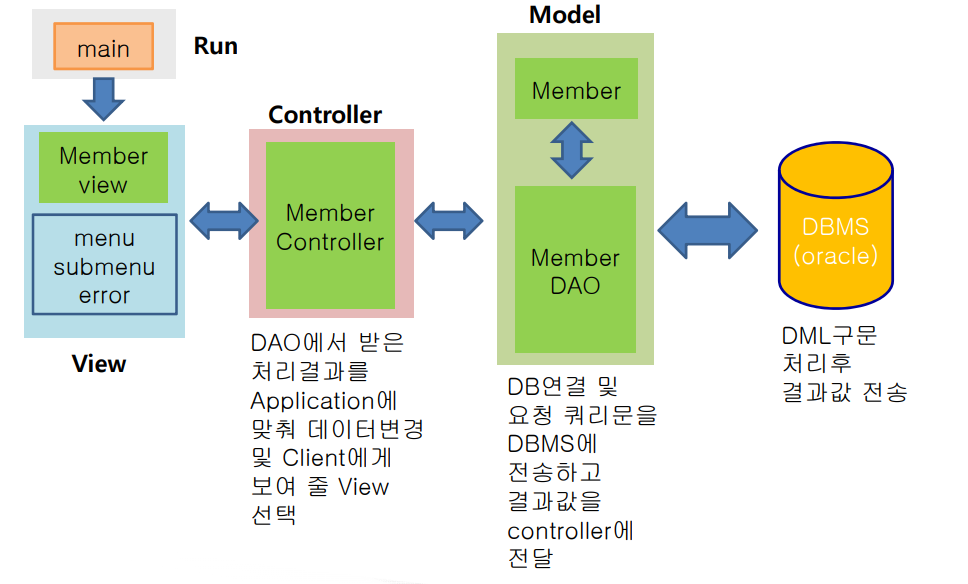 main
Run
Member
view
menu
submenu
error
View
Controller
Member
Controller
DAO에서 받은
처리결과를
Application에
맞춰 데이터변경
및 Client에게
보여 줄 View
선택
Model
Member
Member
DAO
DB연결 및
요청 쿼리문을
DBMS에
전송하고
결과값을
controller에
전달
DBMS
(oracle)
DML구문
처리후
결과값 전송